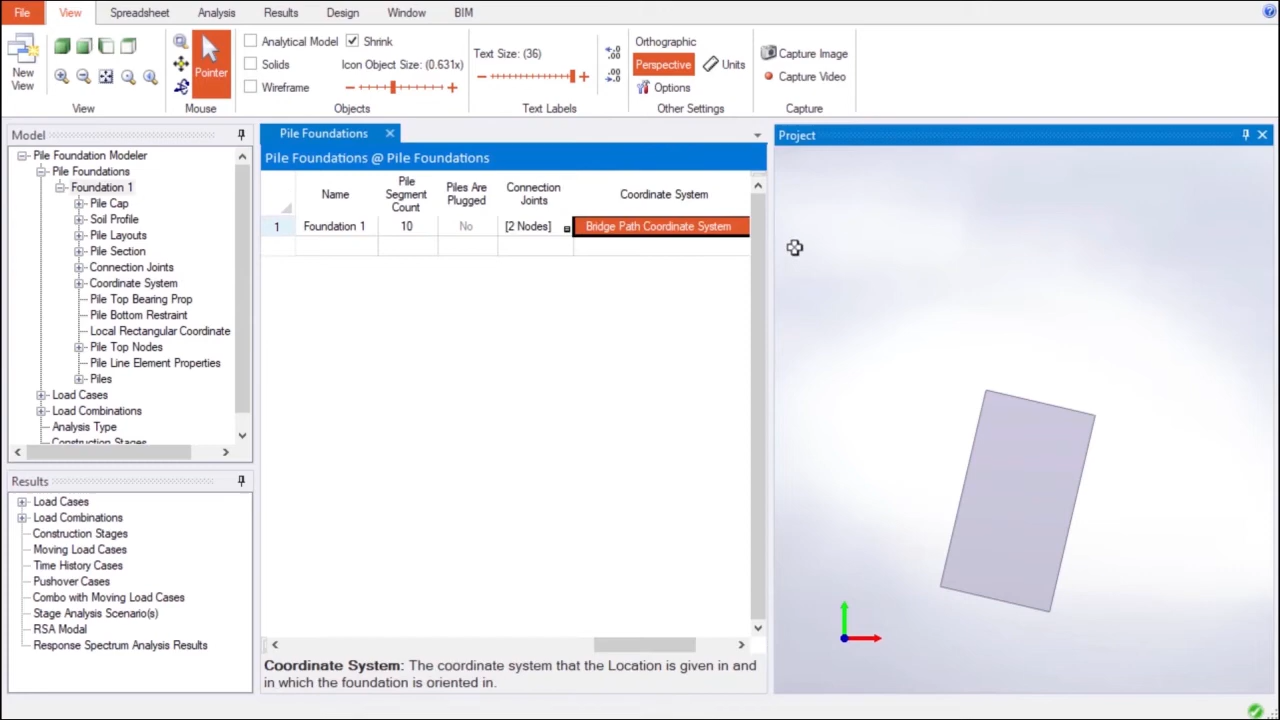 File View Spreadsheet Analysis Results Design Window BIM
New View
View
Pointer
Mouse
Analytical Model
Solids
Wireframe
Shrink
Icon Object Size: (0.631x)
Objects
Text Size: (36)
Text Labels
Orthographic
Perspective
Units
Options
Other Settings
Capture Image
Capture Video
Capture
Model
Pile Foundation Modeler
Pile Foundations
Foundation 1
Pile Cap
Soil Profile
Pile Layouts
Pile Section
Connection Joints
Coordinate System
Pile Top Bearing Prop
Pile Bottom Restraint
Local Rectangular Coordinate
Pile Top Nodes
Pile Line Element Properties
Piles
Load Cases
Load Combinations
Analysis Type
Construction Stages
Results
Load Cases
Load Combinations
Construction Stages
Moving Load Cases
Time History Cases
Pushover Cases
Combo with Moving Load Cases
Stage Analysis Scenario(s)
RSA Modal
Response Spectrum Analysis Results
Pile Foundations
Pile Foundations @ Pile Foundations
Name
Pile Segment Count
Piles Are Plugged
Connection Joints
Coordinate System
1 Foundation 1 10 No [2 Nodes] Bridge Path Coordinate System
Coordinate System: The coordinate system that the Location is given in and
in which the foundation is oriented in.
Project